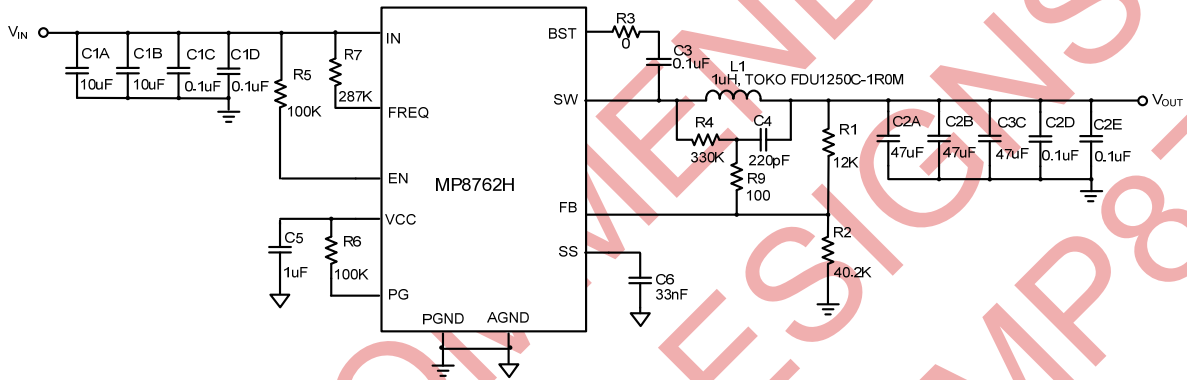 VIN
C1A
10uF
C1B
10uF
C1C
0.1uF
C1D
0.1uF
R5
100K
R7
287K
IN
FREQ
EN
VCC
PG
C5
1uF
R6
100K
MP8762H
PGND
AGND
BST
SW
FB
SS
R3
0
C3
0.1uF
L1
1uH, TOKO FDU1250C-1R0M
R4
330K
C4
220pF
R9
100
R1
12K
R2
40.2K
C6
33nF
C2A
47uF
C2B
47uF
C3C
47uF
C2D
0.1uF
C2E
0.1uF
VOUT
OMMEND
ESIGNS
MP8